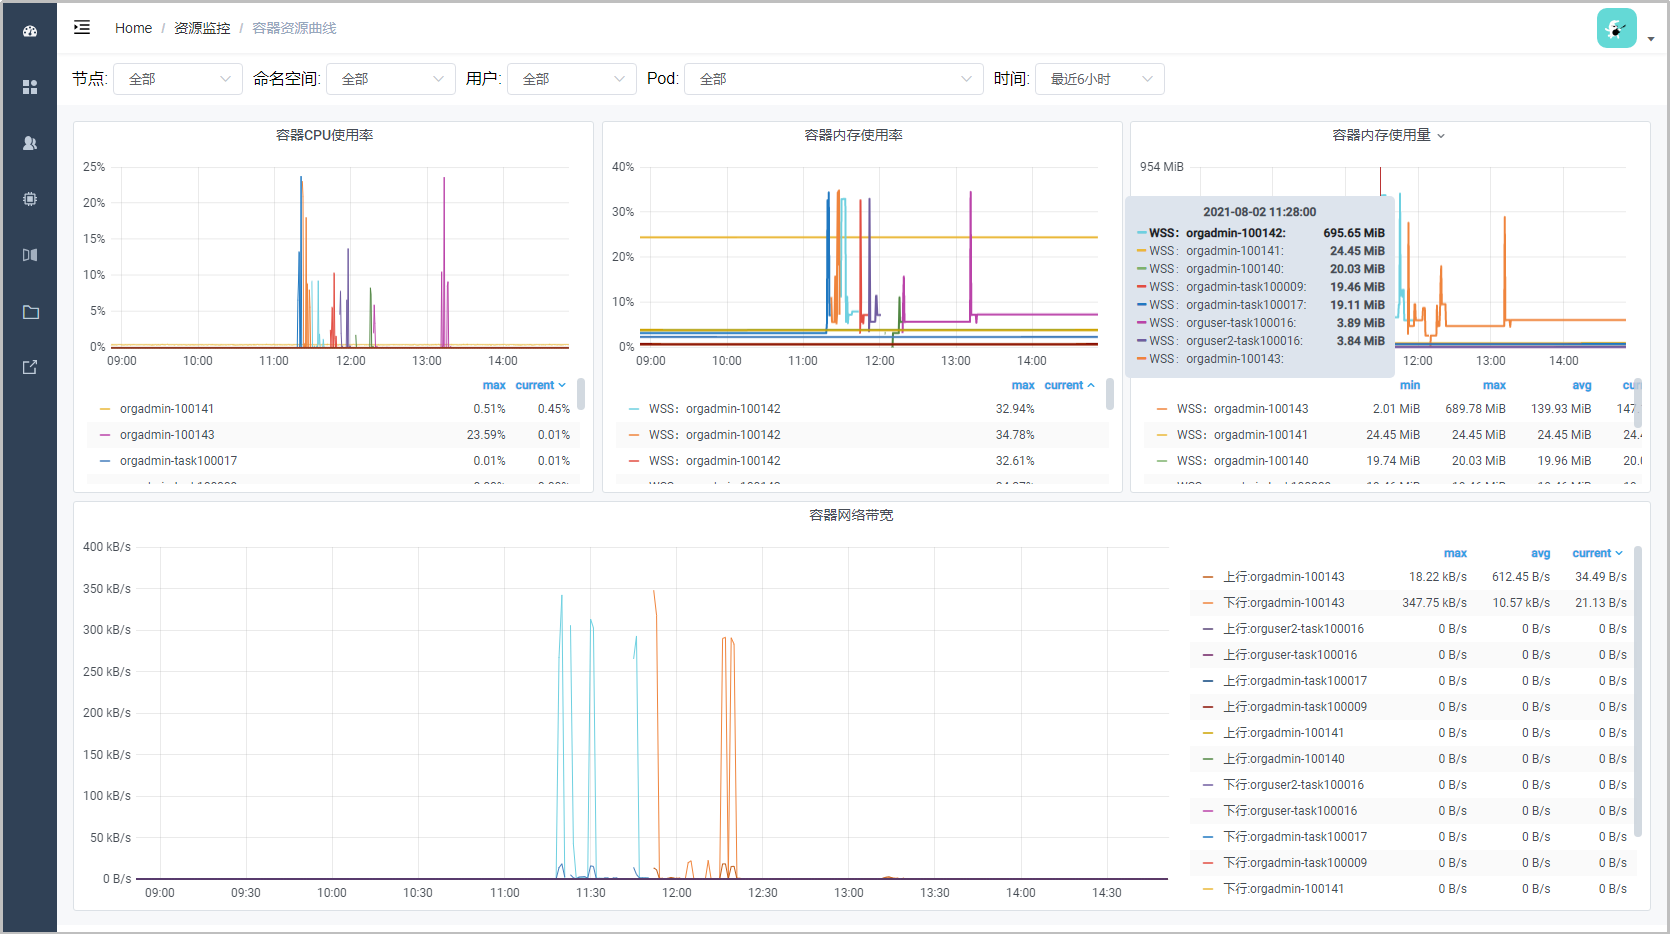 Home / 资源监控 / 容器资源曲线
节点: 全部 命名空间: 全部 用户: 全部 Pod: 全部 时间: 最近6小时
容器CPU使用率
25%
20%
15%
10%
5%
0%
09:00 10:00 11:00 12:00 13:00 14:00
max current
orgadmin-100141 0.51% 0.45%
orgadmin-100143 23.59% 0.01%
orgadmin-task100017 0.01% 0.01%
容器内存使用率
40%
30%
20%
10%
0%
09:00 10:00 11:00 12:00 13:00 14:00
max current
WSS: orgadmin-100142 32.94%
WSS: orgadmin-100142 34.78%
WSS: orgadmin-100142 32.61%
容器内存使用量
954 MiB
2021-08-02 11:28:00
WSS: orgadmin-100142: 695.65 MiB
WSS: orgadmin-100141: 24.45 MiB
WSS: orgadmin-100140: 20.03 MiB
WSS: orgadmin-task100009: 19.46 MiB
WSS: orgadmin-task100017: 19.11 MiB
WSS: orguser-task100016: 3.89 MiB
WSS: orguser2-task100016: 3.84 MiB
WSS: orgadmin-100143:
12:00 13:00 14:00
min max avg
WSS: orgadmin-100143 2.01 MiB 689.78 MiB 139.93 MiB 147.
WSS: orgadmin-100141 24.45 MiB 24.45 MiB 24.45 MiB 24.
WSS: orgadmin-100140 19.74 MiB 20.03 MiB 19.96 MiB 20.
容器网络带宽
400 kB/s
350 kB/s
300 kB/s
250 kB/s
200 kB/s
150 kB/s
100 kB/s
50 kB/s
0 B/s
09:00 09:30 10:00 10:30 11:00 11:30 12:00 12:30 13:00 13:30 14:00 14:30
max avg current
上行:orgadmin-100143 18.22 kB/s 612.45 B/s 34.49 B/s
下行:orgadmin-100143 347.75 kB/s 10.57 kB/s 21.13 B/s
上行:orguser2-task100016 0 B/s 0 B/s 0 B/s
上行:orguser-task100016 0 B/s 0 B/s 0 B/s
上行:orgadmin-task100017 0 B/s 0 B/s 0 B/s
上行:orgadmin-task100009 0 B/s 0 B/s 0 B/s
上行:orgadmin-100141 0 B/s 0 B/s 0 B/s
上行:orgadmin-100140 0 B/s 0 B/s 0 B/s
下行:orguser2-task100016 0 B/s 0 B/s 0 B/s
下行:orguser-task100016 0 B/s 0 B/s 0 B/s
下行:orgadmin-task100017 0 B/s 0 B/s 0 B/s
下行:orgadmin-task100009 0 B/s 0 B/s 0 B/s
下行:orgadmin-100141 0 B/s 0 B/s 0 B/s